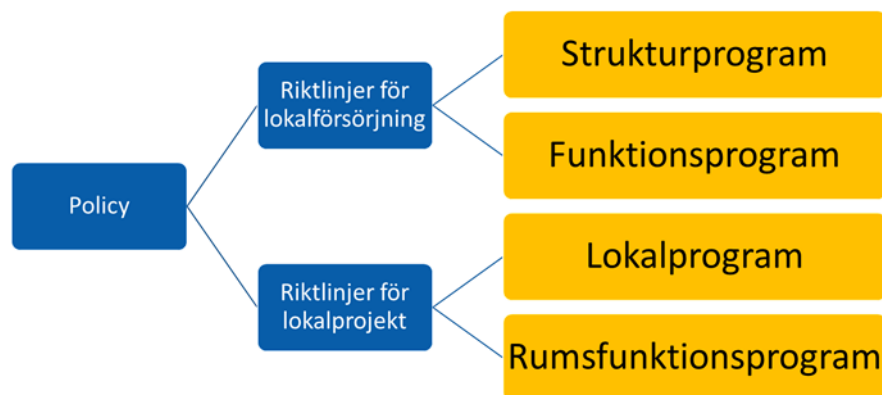 Policy
Riktlinjer för
lokalförsörjning
Strukturprogram
Funktionsprogram
Riktlinjer för
lokalprojekt
Lokalprogram
Rumsfunktionsprogram